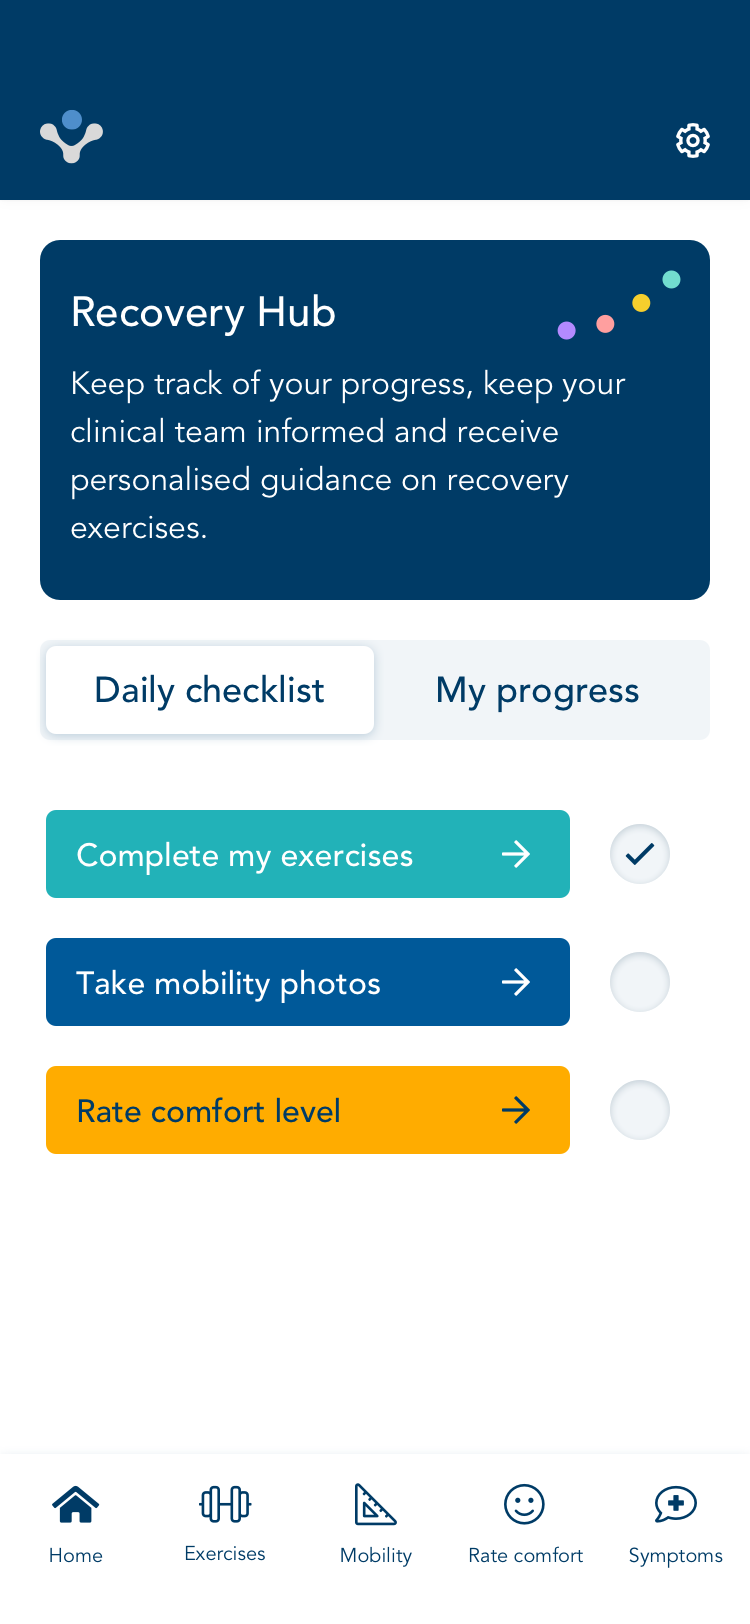 Recovery Hub
Keep track of your progress, keep your
clinical team informed and receive
personalised guidance on recovery
exercises.
Daily checklist
My progress
Complete my exercises
Take mobility photos
Rate comfort level
Home
Exercises
Mobility
Rate comfort
Symptoms